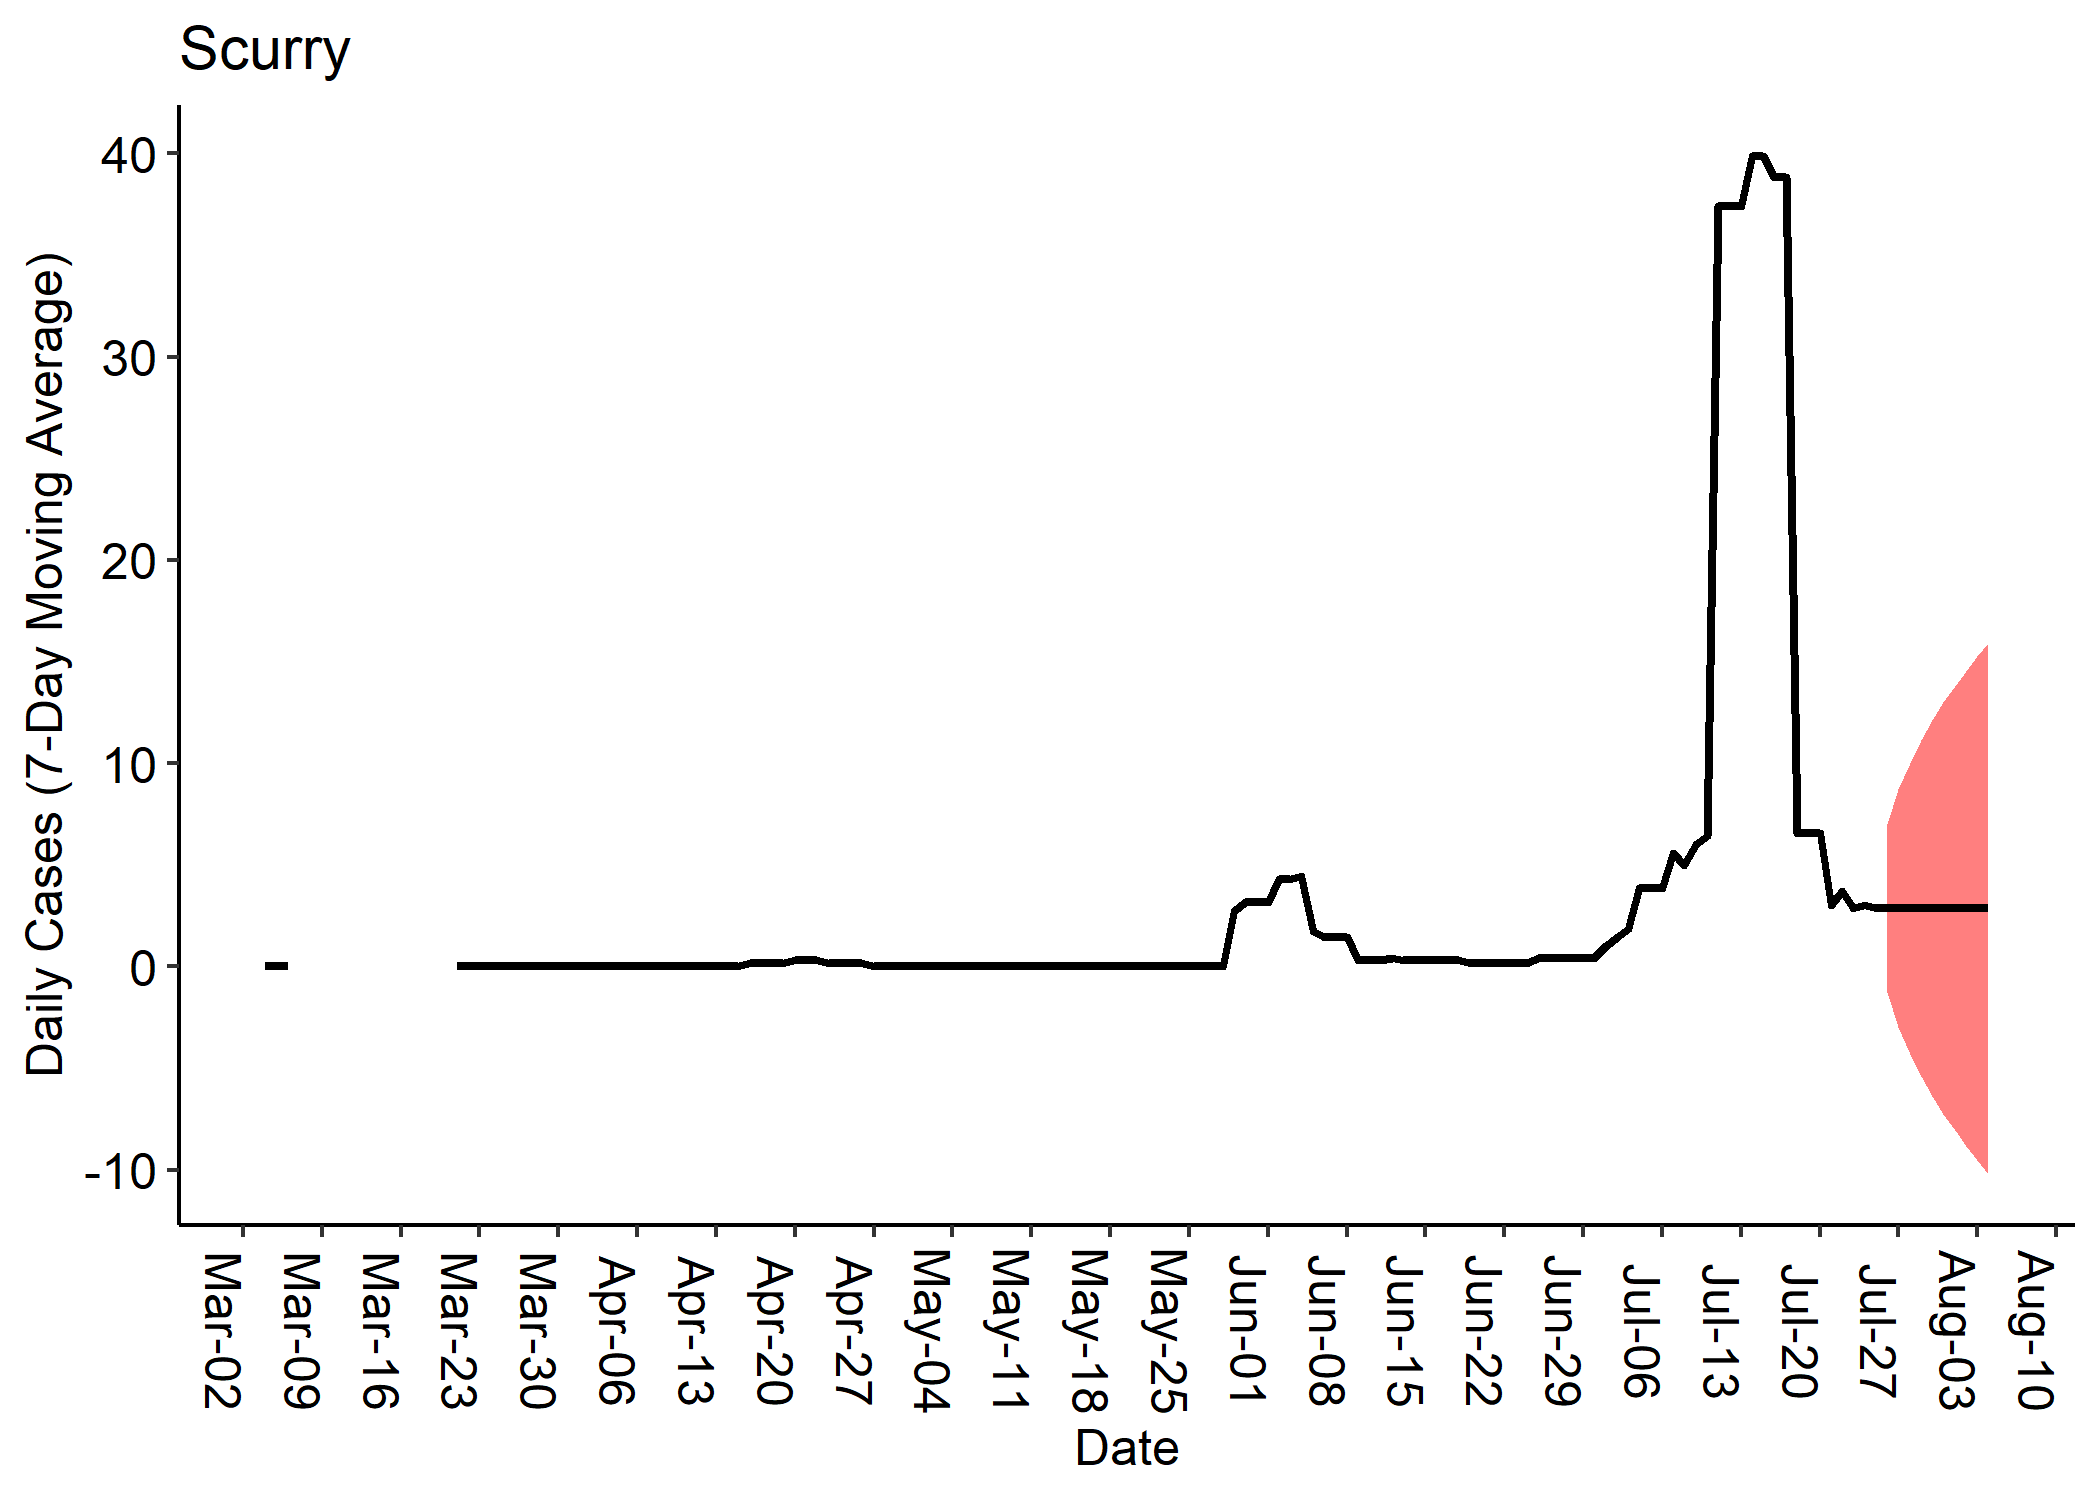 Scurry
Daily Cases (7-Day Moving Average)
40
30
20
10
0
-10
Mar-02
Mar-09
Mar-16
Mar-23
Mar-30
Apr-06
Apr-13
Apr-20
Apr-27
May-04
May-11
May-18
May-25
Jun-01
Jun-08
Jun-15
Jun-22
Jun-29
Jul-06
Jul-13
Jul-20
Jul-27
Aug-03
Aug-10
Date